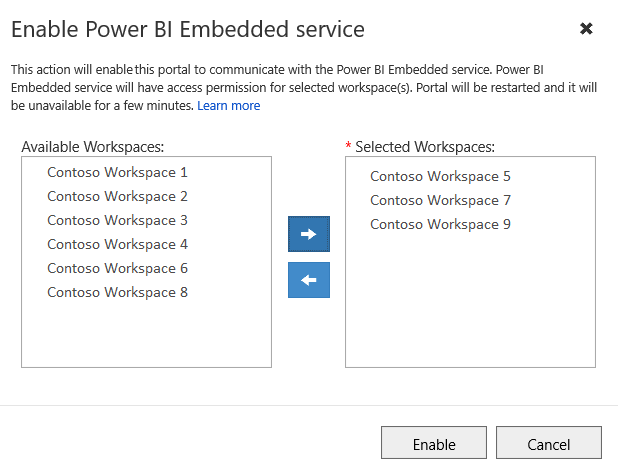 Enable Power BI Embedded service
This action will enable this portal to communicate with the Power BI Embedded service. Power BI
Embedded service will have access permission for selected workspace(s). Portal will be restarted and it will
be unavailable for a few minutes. Learn more
Available Workspaces:
Contoso Workspace 1
Contoso Workspace 2
Contoso Workspace 3
Contoso Workspace 4
Contoso Workspace 6
Contoso Workspace 8
* Selected Workspaces:
Contoso Workspace 5
Contoso Workspace 7
Contoso Workspace 9
Enable
Cancel